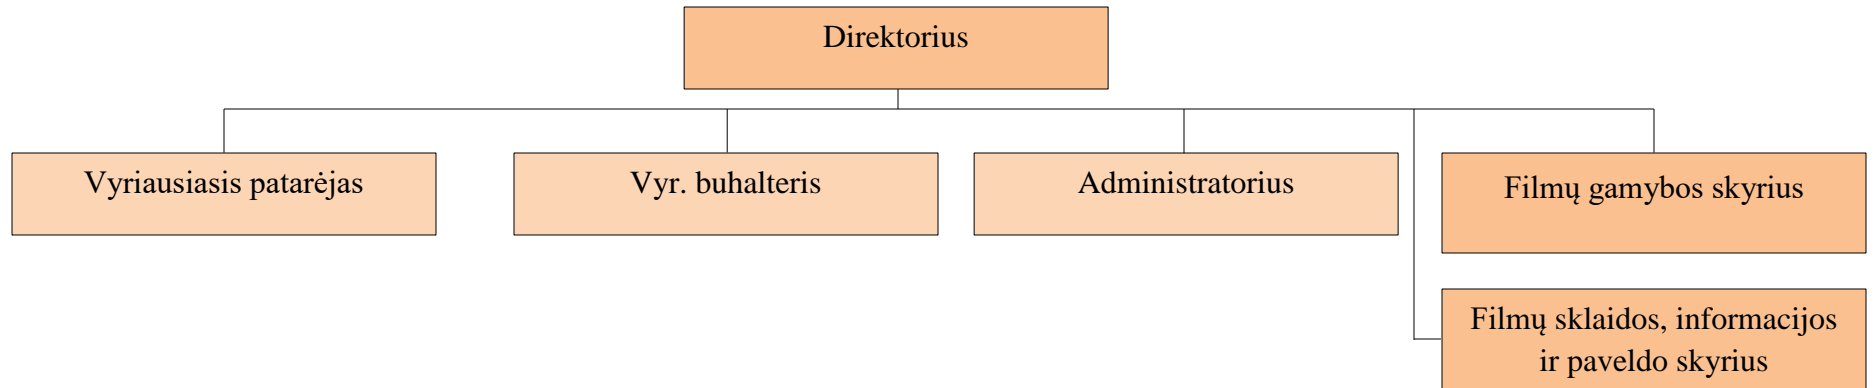 Direktorius
Vyriausiasis patarėjas
Vyr. buhalteris
Administratorius
Filmų gamybos skyrius
Filmų sklaidos, informacijos
ir paveldo skyrius